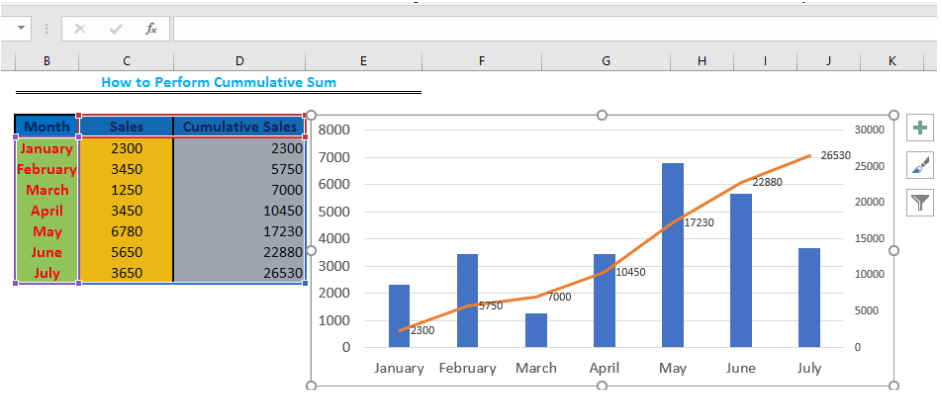 fx
B C D E F G H I J K
How to Perform Cummulative Sum
Month Sales Cumulative Sales
January 2300 2300
February 3450 5750
March 1250 7000
April 3450 10450
May 6780 17230
June 5650 22880
July 3650 26530
8000
7000
6000
5000
4000
3000
2000
1000
0
2300
5750
7000
10450
17230
22880
26530
30000
25000
20000
15000
10000
5000
0
January February March April May June July